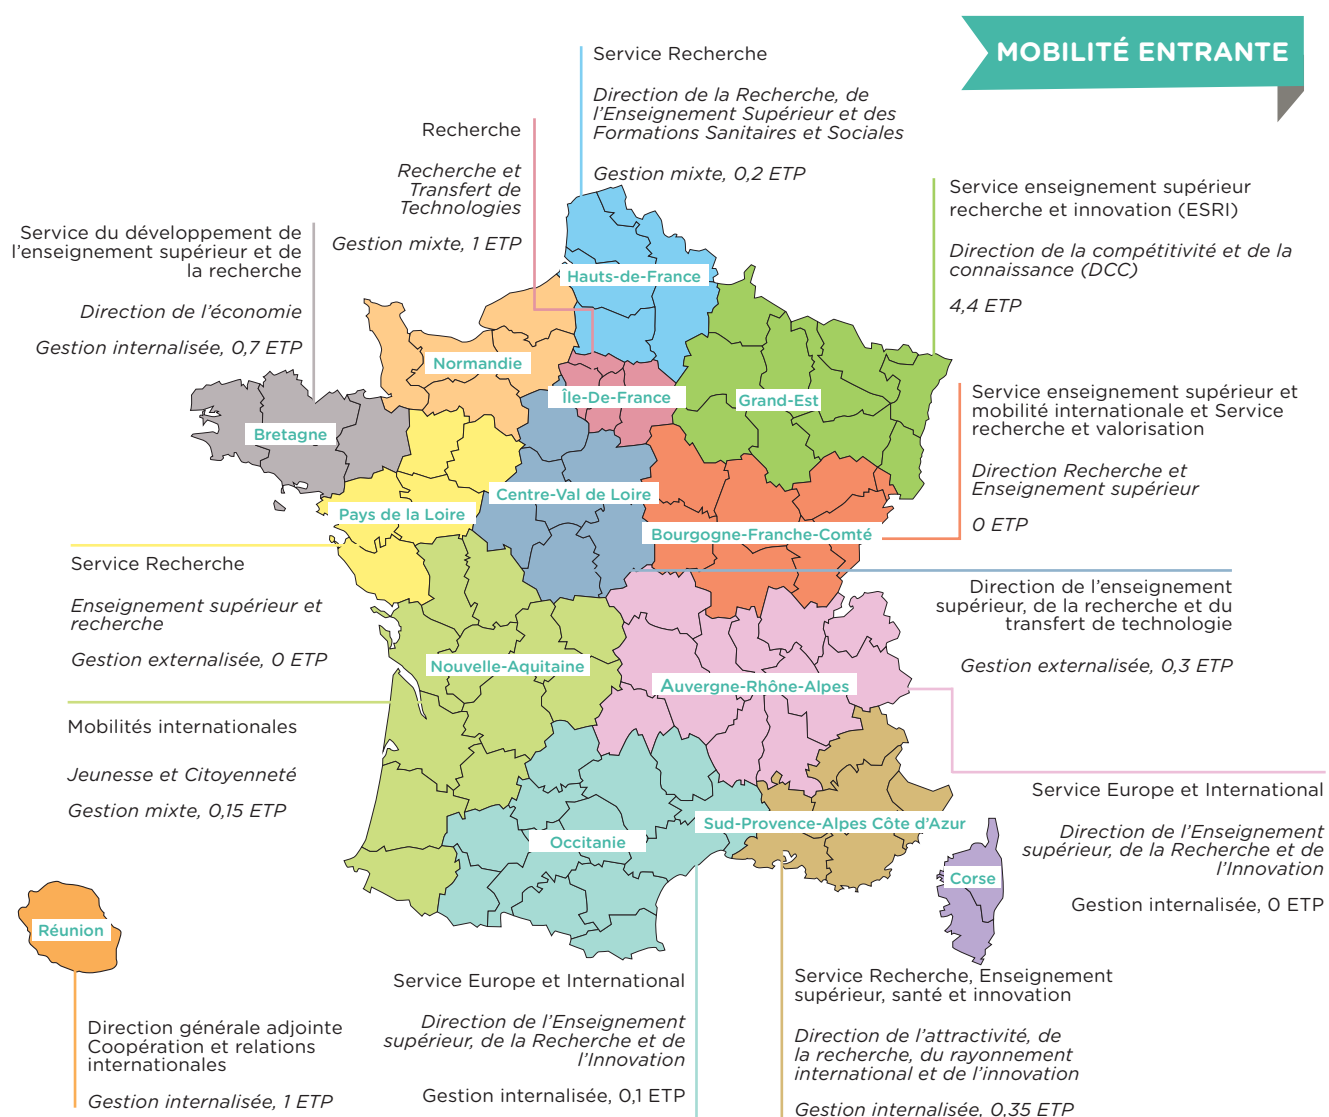 MOBILITÉ ENTRANTE
Service Recherche
Direction de la Recherche, de
l'Enseignement Supérieur et des
Formations Sanitaires et Sociales
Gestion mixte, 0,2 ETP
Recherche
Recherche et
Transfert de
Technologies
Gestion mixte, 1 ETP
Service enseignement supérieur
recherche et innovation (ESRI)
Direction de la compétitivité et de la
connaissance (DCC)
4,4 ETP
Service du développement de
l'enseignement supérieur et de
la recherche
Direction de l'économie
Gestion internalisée, 0,7 ETP
Hauts-de-France
Normandie
Île-De-France
Grand-Est
Bretagne
Service enseignement supérieur et
mobilité internationale et Service
recherche et valorisation
Direction Recherche et
Enseignement supérieur
0 ETP
Centre-Val de Loire
Pays de la Loire
Bourgogne-Franche-Comté
Service Recherche
Enseignement supérieur et
recherche
Gestion externalisée, 0 ETP
Direction de l'enseignement
supérieur, de la recherche et du
transfert de technologie
Gestion externalisée, 0,3 ETP
Nouvelle-Aquitaine
Auvergne-Rhône-Alpes
Mobilités internationales
Jeunesse et Citoyenneté
Gestion mixte, 0,15 ETP
Service Europe et International
Direction de l'Enseignement
supérieur, de la Recherche et de
l'Innovation
Gestion internalisée, 0 ETP
Sud-Provence-Alpes Côte d'Azur
Occitanie
Corse
Réunion
Direction générale adjointe
Coopération et relations
internationales
Gestion internalisée, 1 ETP
Service Europe et International
Direction de l'Enseignement
supérieur, de la Recherche et de
l'Innovation
Gestion internalisée, 0,1 ETP
Service Recherche, Enseignement
supérieur, santé et innovation
Direction de l'attractivité, de
la recherche, du rayonnement
international et de l'innovation
Gestion internalisée, 0,35 ETP